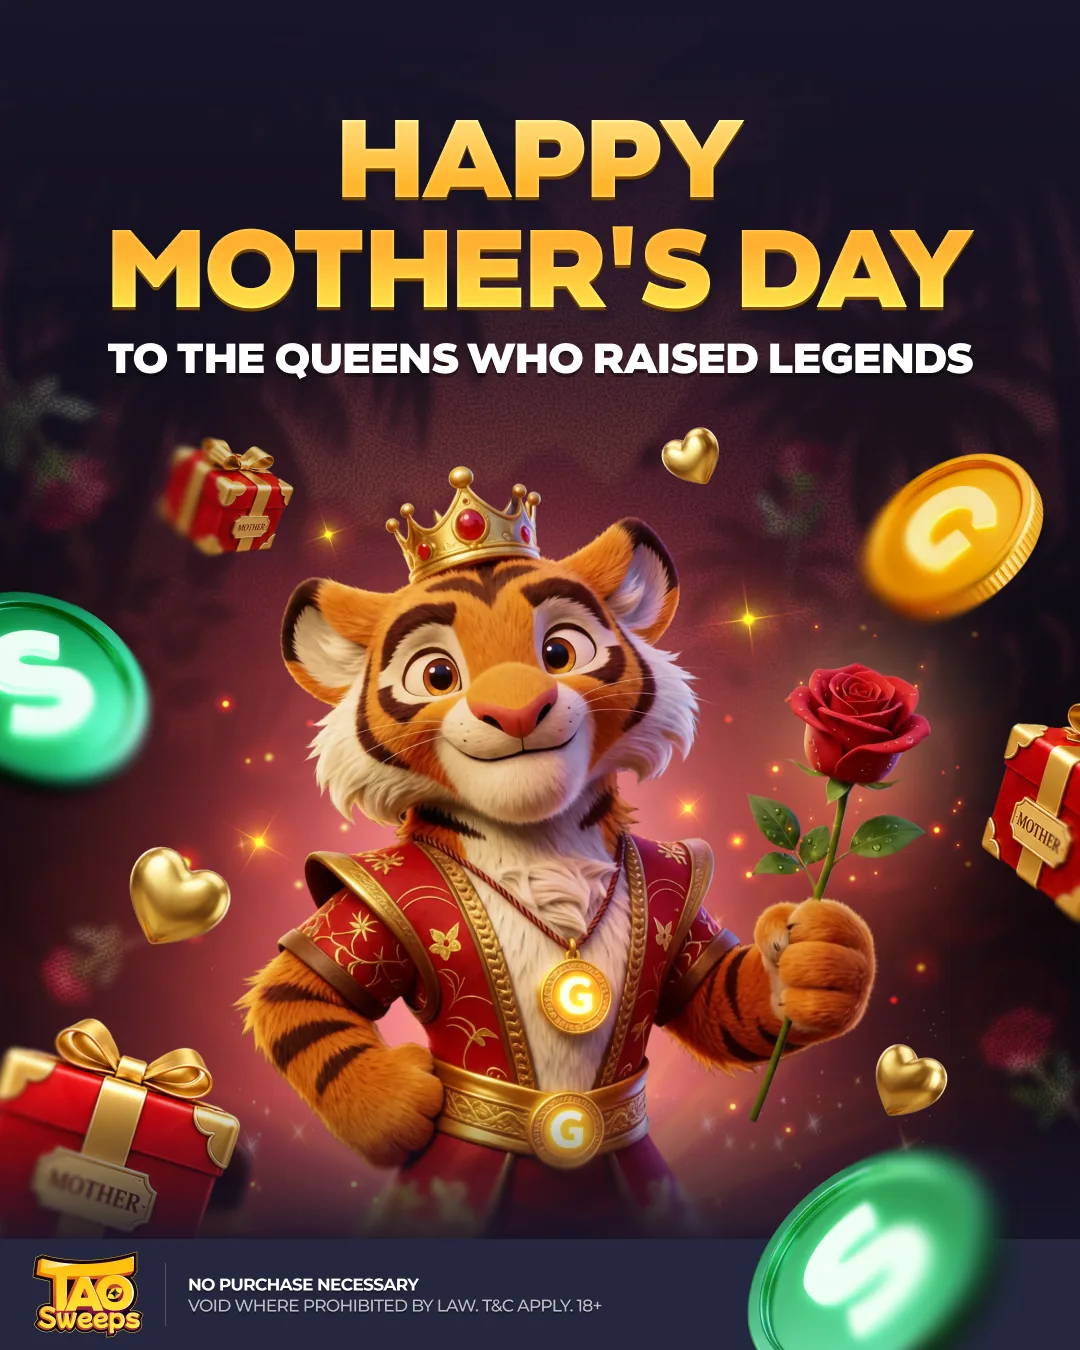 HAPPY
MOTHER'S DAY
TO THE QUEENS WHO RAISED LEGENDS
MOTHER
G
S
MOTHER
G
G
MOTHER
S
TAO
Sweeps
NO PURCHASE NECESSARY
VOID WHERE PROHIBITED BY LAW. T&C APPLY. 18+